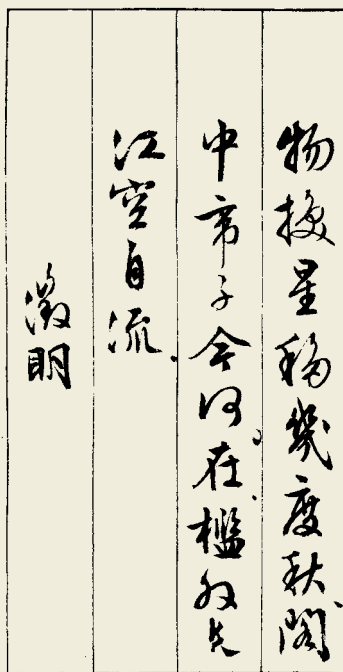 物換星移幾度秋閣
中帝子今何在檻外長
江空自流
徵明